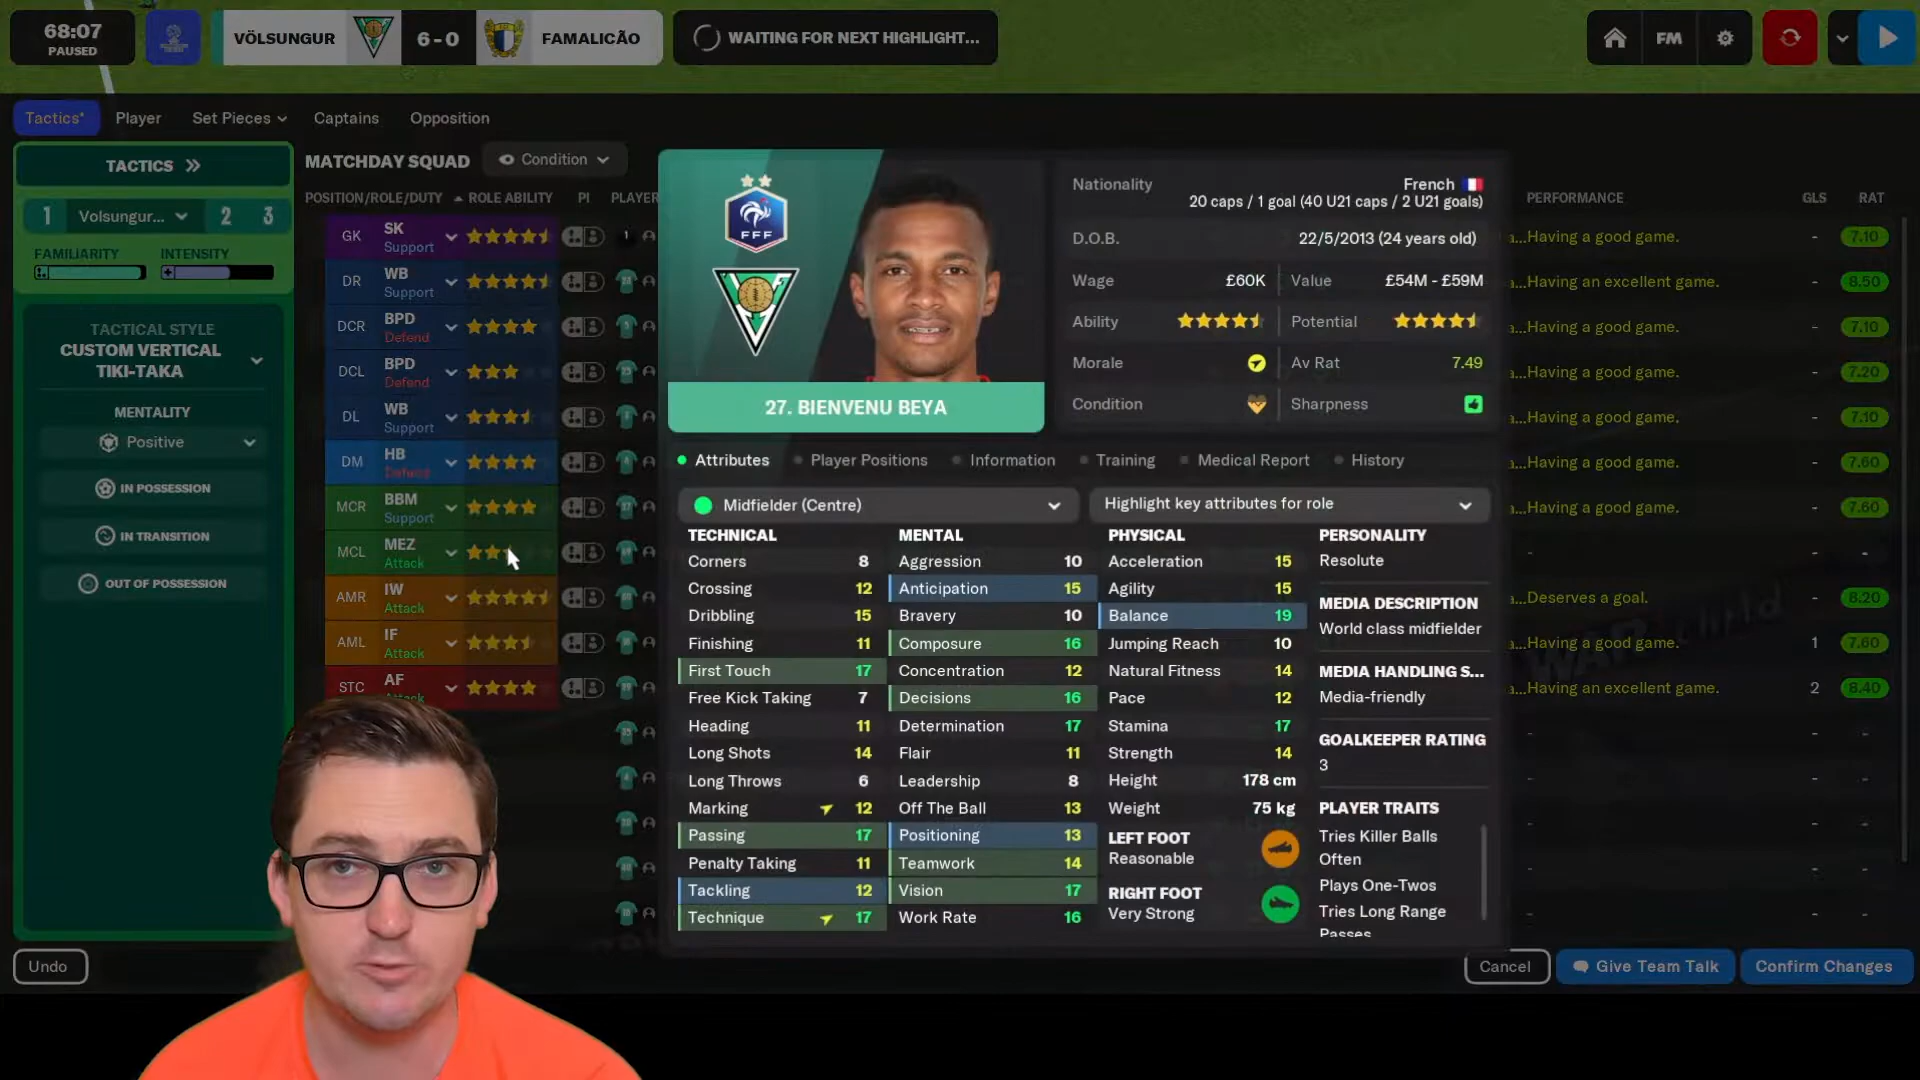 68:07
PAUSED
VÖLSUNGUR
6 - 0
FAMALICÃO
WAITING FOR NEXT HIGHLIGHT...
FM
Tactics*
Player
Set Pieces
Captains
Opposition
TACTICS
1
Volsungur...
2
3
FAMILIARITY
INTENSITY
TACTICAL STYLE
CUSTOM VERTICAL
TIKI-TAKA
MENTALITY
Positive
IN POSSESSION
IN TRANSITION
OUT OF POSSESSION
MATCHDAY SQUAD
Condition
POSITION/ROLE/DUTY
ROLE ABILITY
PI
PLAYER
GK
SK
Support
1
DR
WB
Support
DCR
BPD
Defend
DCL
BPD
Defend
DL
WB
Support
DM
HB
Defend
MCR
BBM
Support
MCL
MEZ
Attack
AMR
IW
Attack
AML
IF
Attack
STC
AF
Attack
FFF
27. BIENVENU BEYA
Nationality
French
20 caps / 1 goal (40 U21 caps / 2 U21 goals)
D.O.B.
22/5/2013 (24 years old)
Wage £60K
Value £54M - £59M
Ability
Potential
Morale
Av Rat 7.49
Condition
Sharpness
Attributes
Player Positions
Information
Training
Medical Report
History
Midfielder (Centre)
Highlight key attributes for role
TECHNICAL
Corners 8
Crossing 12
Dribbling 15
Finishing 11
First Touch 17
Free Kick Taking 7
Heading 11
Long Shots 14
Long Throws 6
Marking 12
Passing 17
Penalty Taking 11
Tackling 12
Technique 17
MENTAL
Aggression 10
Anticipation 15
Bravery 10
Composure 16
Concentration 12
Decisions 16
Determination 17
Flair 11
Leadership 8
Off The Ball 13
Positioning 13
Teamwork 14
Vision 17
Work Rate 16
PHYSICAL
Acceleration 15
Agility 15
Balance 19
Jumping Reach 10
Natural Fitness 14
Pace 12
Stamina 17
Strength 14
Height 178 cm
Weight 75 kg
LEFT FOOT
Reasonable
RIGHT FOOT
Very Strong
PERSONALITY
Resolute
MEDIA DESCRIPTION
World class midfielder
MEDIA HANDLING S...
Media-friendly
GOALKEEPER RATING
3
PLAYER TRAITS
Tries Killer Balls
Often
Plays One-Twos
Tries Long Range
Passes
PERFORMANCE
GLS
RAT
a...Having a good game. - 7.10
a...Having an excellent game. - 8.50
a...Having a good game. - 7.10
a...Having a good game. - 7.20
a...Having a good game. - 7.10
a...Having a good game. - 7.60
a...Having a good game. - 7.60
- - -
a...Deserves a goal. - 8.20
a...Having a good game. 1 7.60
a...Having an excellent game. 2 8.40
- - -
- - -
- - -
- - -
- - -
Undo
Cancel
Give Team Talk
Confirm Changes